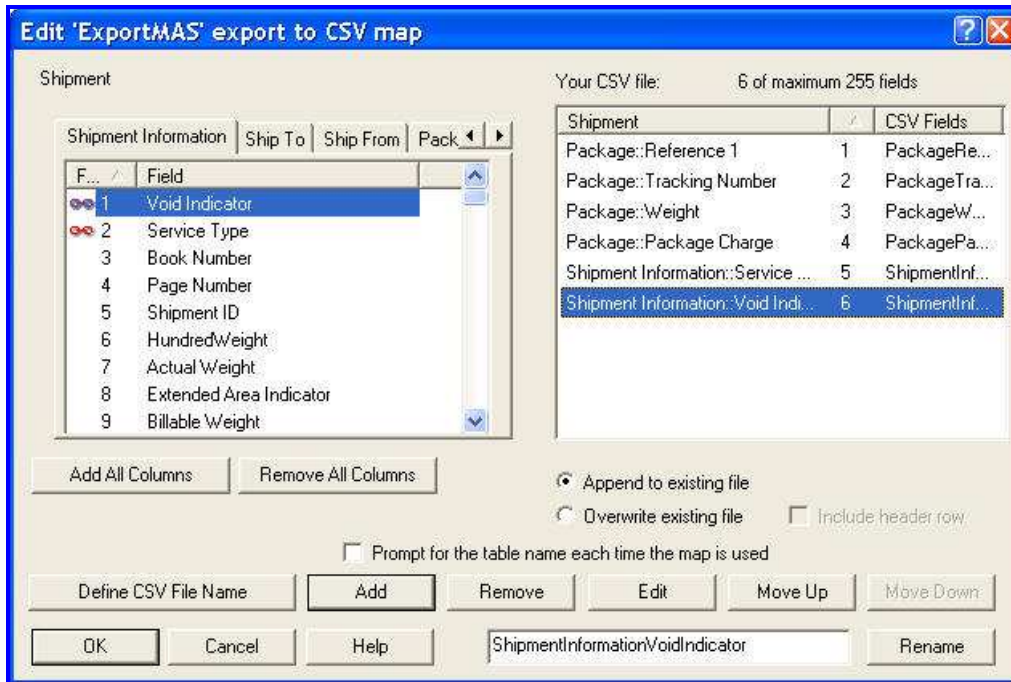 Edit 'ExportMAS' export to CSV map
Shipment
Your CSV file: 6 of maximum 255 fields
Shipment Information Ship To Ship From Pack
F... Field
1 Void Indicator
2 Service Type
3 Book Number
4 Page Number
5 Shipment ID
6 HundredWeight
7 Actual Weight
8 Extended Area Indicator
9 Billable Weight
Shipment CSV Fields
Package::Reference 1 1 PackageRe...
Package::Tracking Number 2 PackageTra...
Package::Weight 3 PackageW...
Package::Package Charge 4 PackagePa...
Shipment Information::Service ... 5 ShipmentInf...
Shipment Information::Void Indi... 6 ShipmentInf...
Add All Columns Remove All Columns
Append to existing file
Overwrite existing file Include header row
Prompt for the table name each time the map is used
Define CSV File Name Add Remove Edit Move Up Move Down
OK Cancel Help ShipmentInformationVoidIndicator Rename